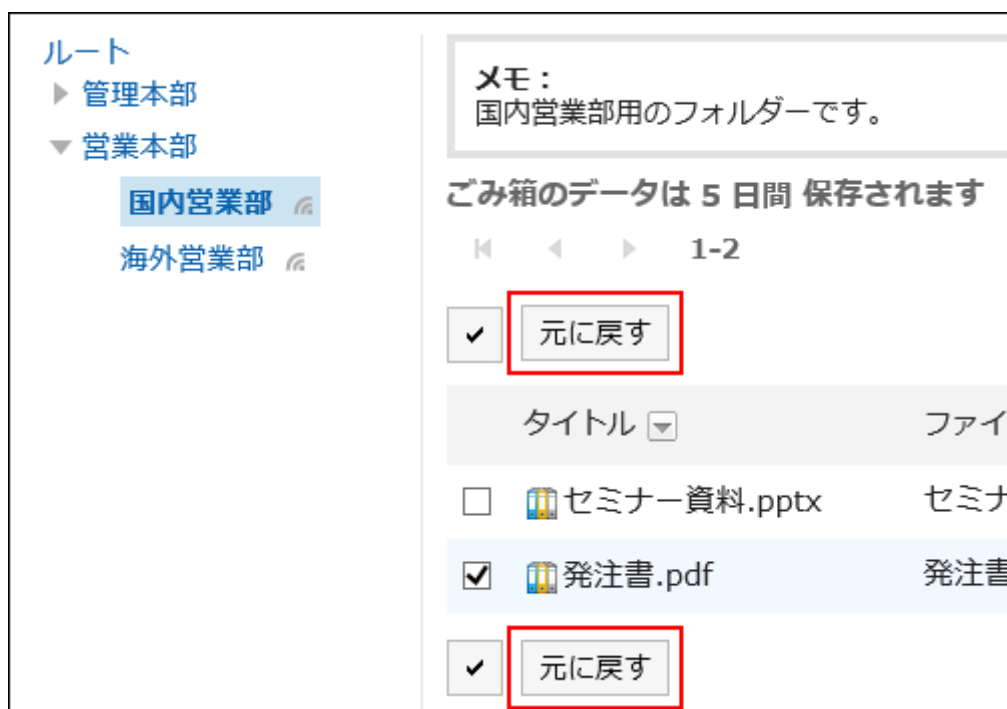 ルート
管理本部
営業本部
国内営業部
海外営業部
メモ：
国内営業部用のフォルダーです。
ごみ箱のデータは 5 日間 保存されます
1-2
元に戻す
タイトル ファイ
セミナー資料.pptx セミナ
発注書.pdf 発注書
元に戻す